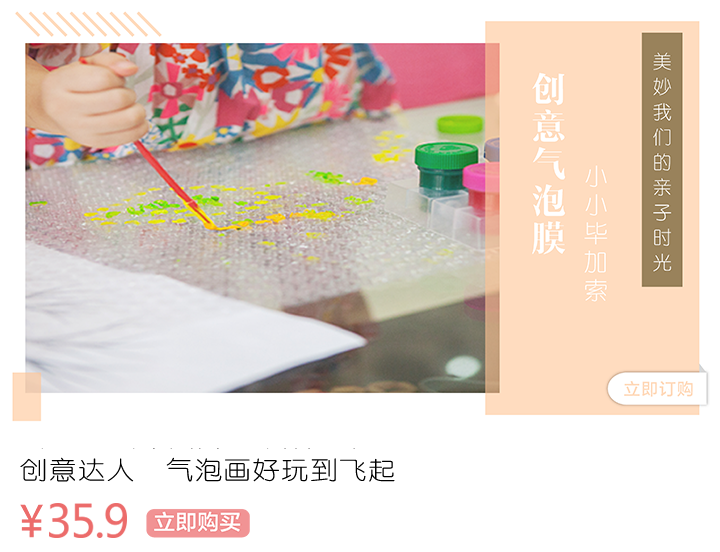 创意气泡膜
小小毕加索
美妙我们的亲子时光
立即订购
创意达人 气泡画好玩到飞起
¥35.9 立即购买